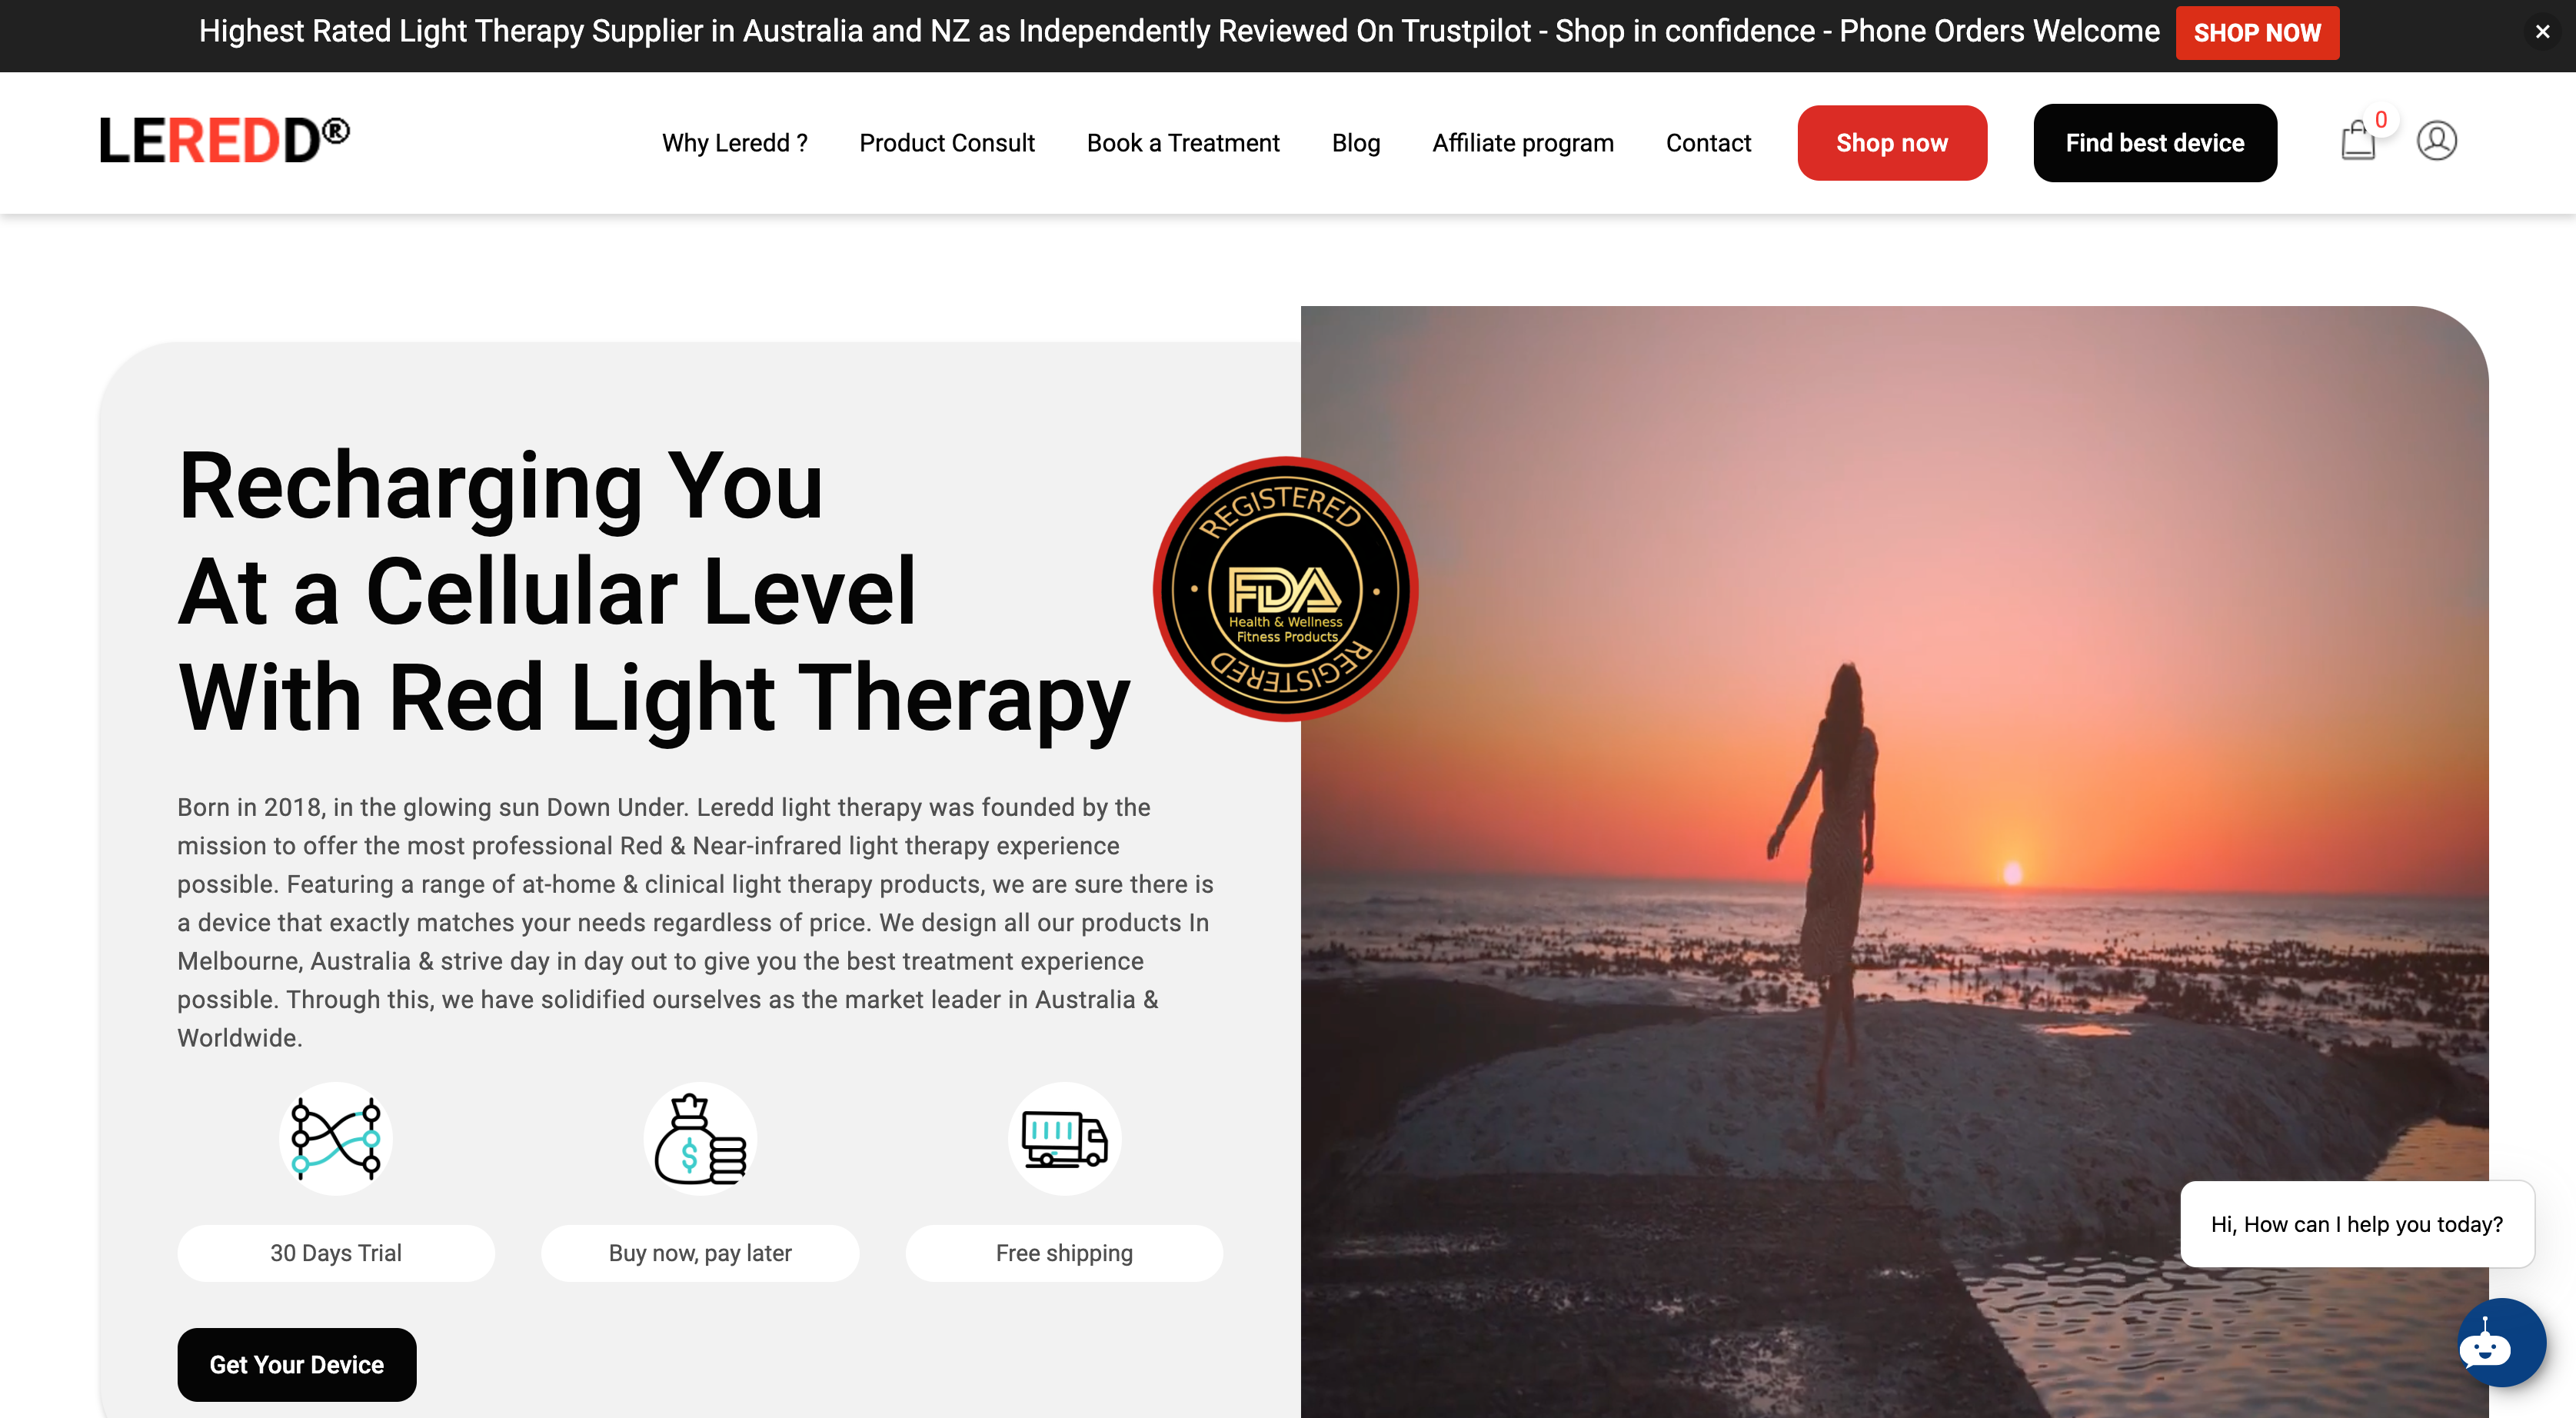 Highest Rated Light Therapy Supplier in Australia and NZ as Independently Reviewed On Trustpilot - Shop in confidence - Phone Orders Welcome SHOP NOW ×
LEREDD® Why Leredd ? Product Consult Book a Treatment Blog Affiliate program Contact Shop now Find best device 0
Recharging You
At a Cellular Level
With Red Light Therapy
REGISTERED
FDA
Health & Wellness
Fitness Products
REGISTERED
Born in 2018, in the glowing sun Down Under. Leredd light therapy was founded by the
mission to offer the most professional Red & Near-infrared light therapy experience
possible. Featuring a range of at-home & clinical light therapy products, we are sure there is
a device that exactly matches your needs regardless of price. We design all our products In
Melbourne, Australia & strive day in day out to give you the best treatment experience
possible. Through this, we have solidified ourselves as the market leader in Australia &
Worldwide.
$
30 Days Trial Buy now, pay later Free shipping
Get Your Device
Hi, How can I help you today?